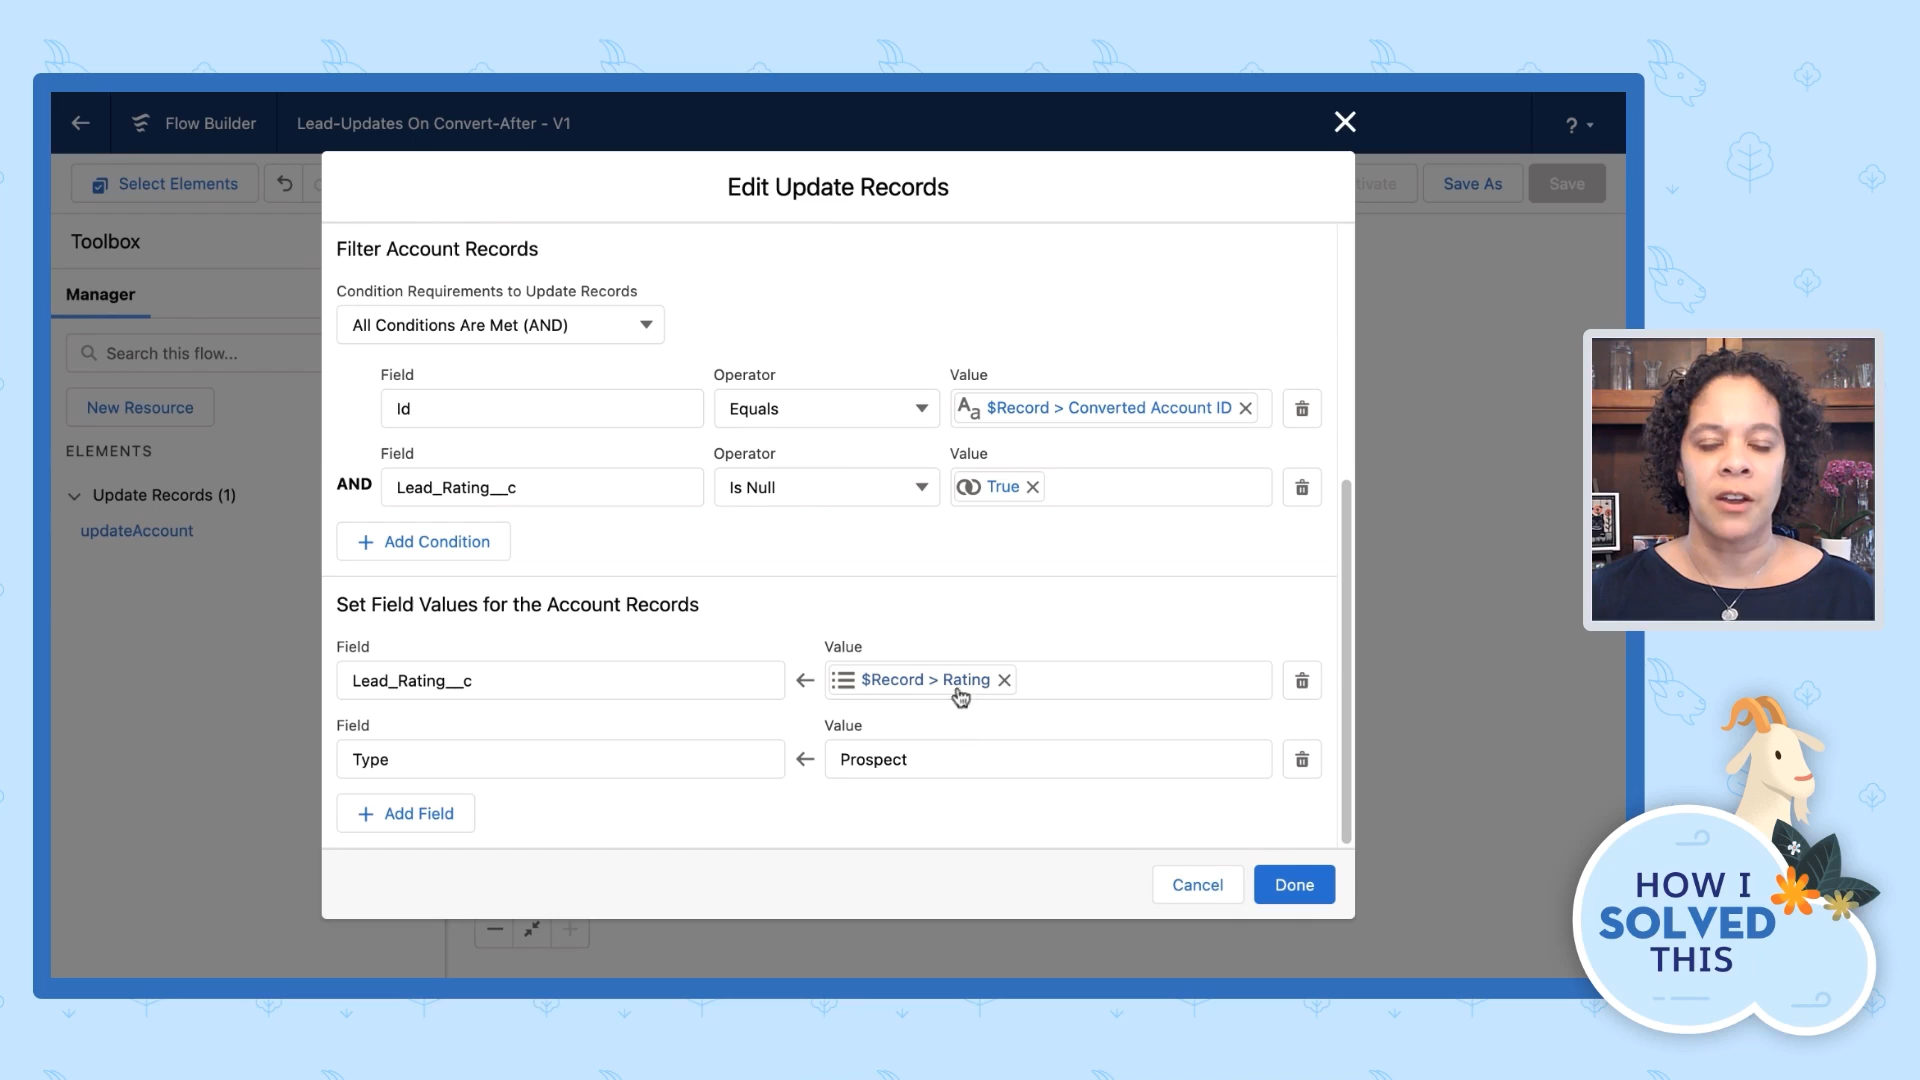 Flow Builder
Lead-Updates On Convert-After - V1
?
Select Elements
Save As
Save
Edit Update Records
Toolbox
Manager
Search this flow...
New Resource
ELEMENTS
Update Records (1)
updateAccount
Filter Account Records
Condition Requirements to Update Records
All Conditions Are Met (AND)
Field Operator Value
Id Equals Aa $Record > Converted Account ID
Field Operator Value
AND Lead_Rating__c Is Null True
+ Add Condition
Set Field Values for the Account Records
Field Value
Lead_Rating__c $Record > Rating
Field Value
Type Prospect
+ Add Field
Cancel Done
HOW I
SOLVED
THIS